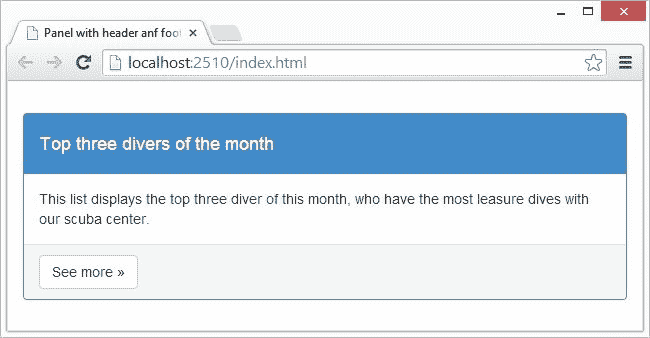 Panel with header anf foot
localhost:2510/index.html
Top three divers of the month
This list displays the top three diver of this month, who have the most leasure dives with
our scuba center.
See more »